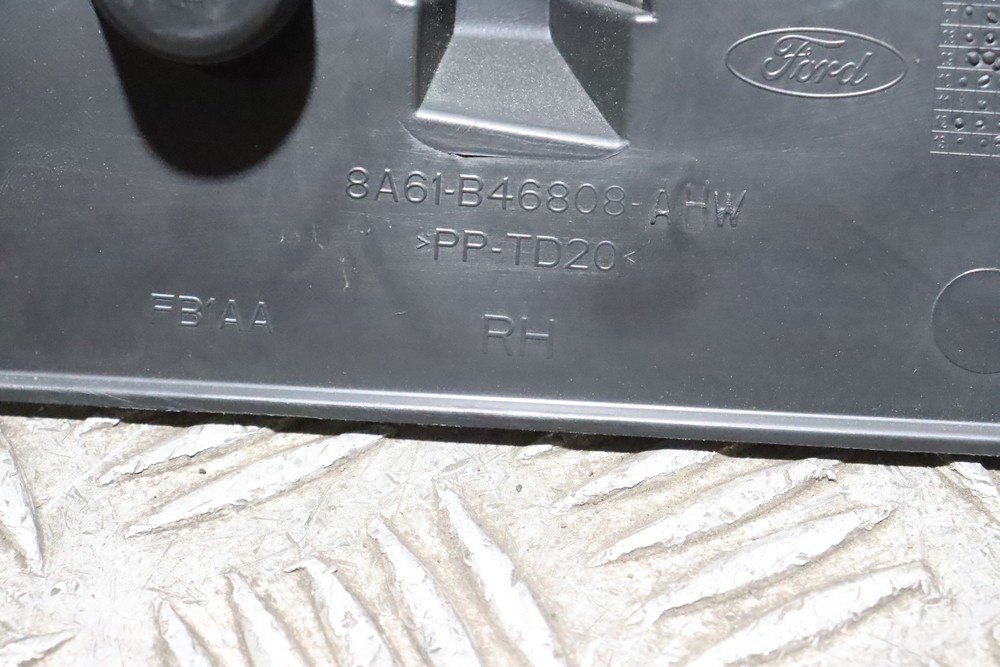 Ford
8A61-B46808-AHW
>PP-TD20<
FB1AA
RH